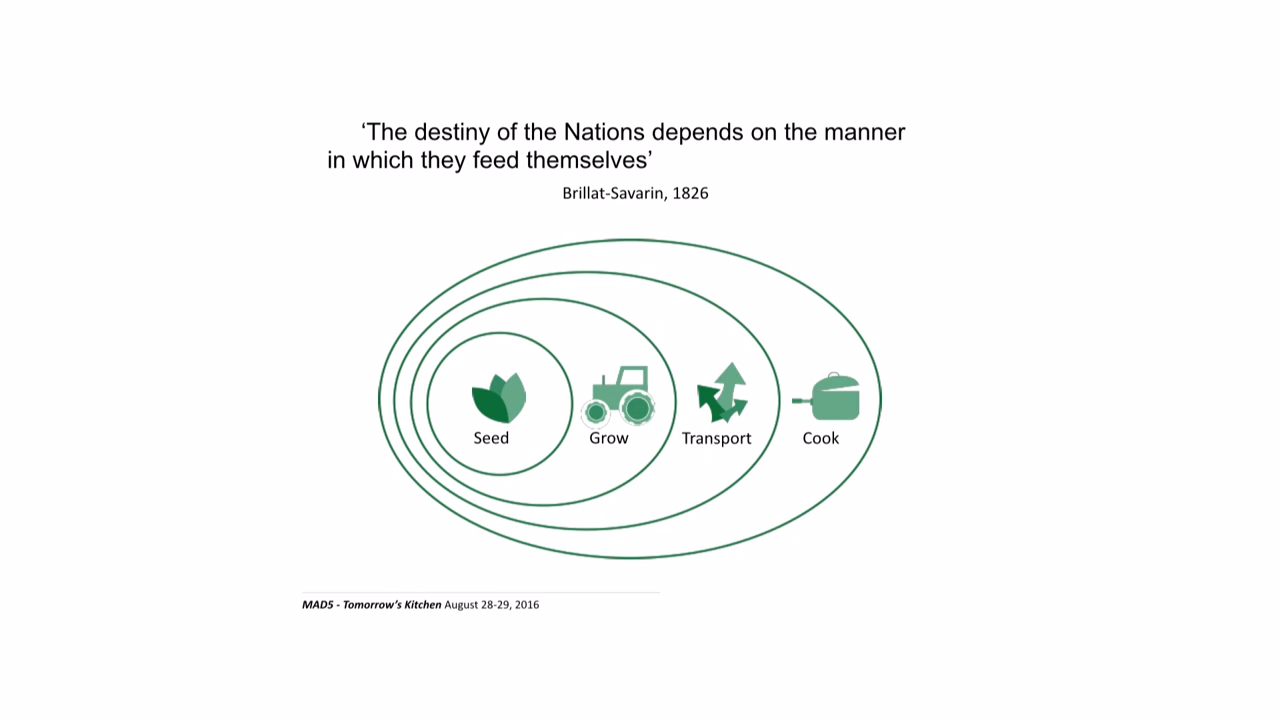 ‘The destiny of the Nations depends on the manner
in which they feed themselves’
Brillat-Savarin, 1826
Seed
Grow
Transport
Cook
MAD5 - Tomorrow’s Kitchen August 28-29, 2016